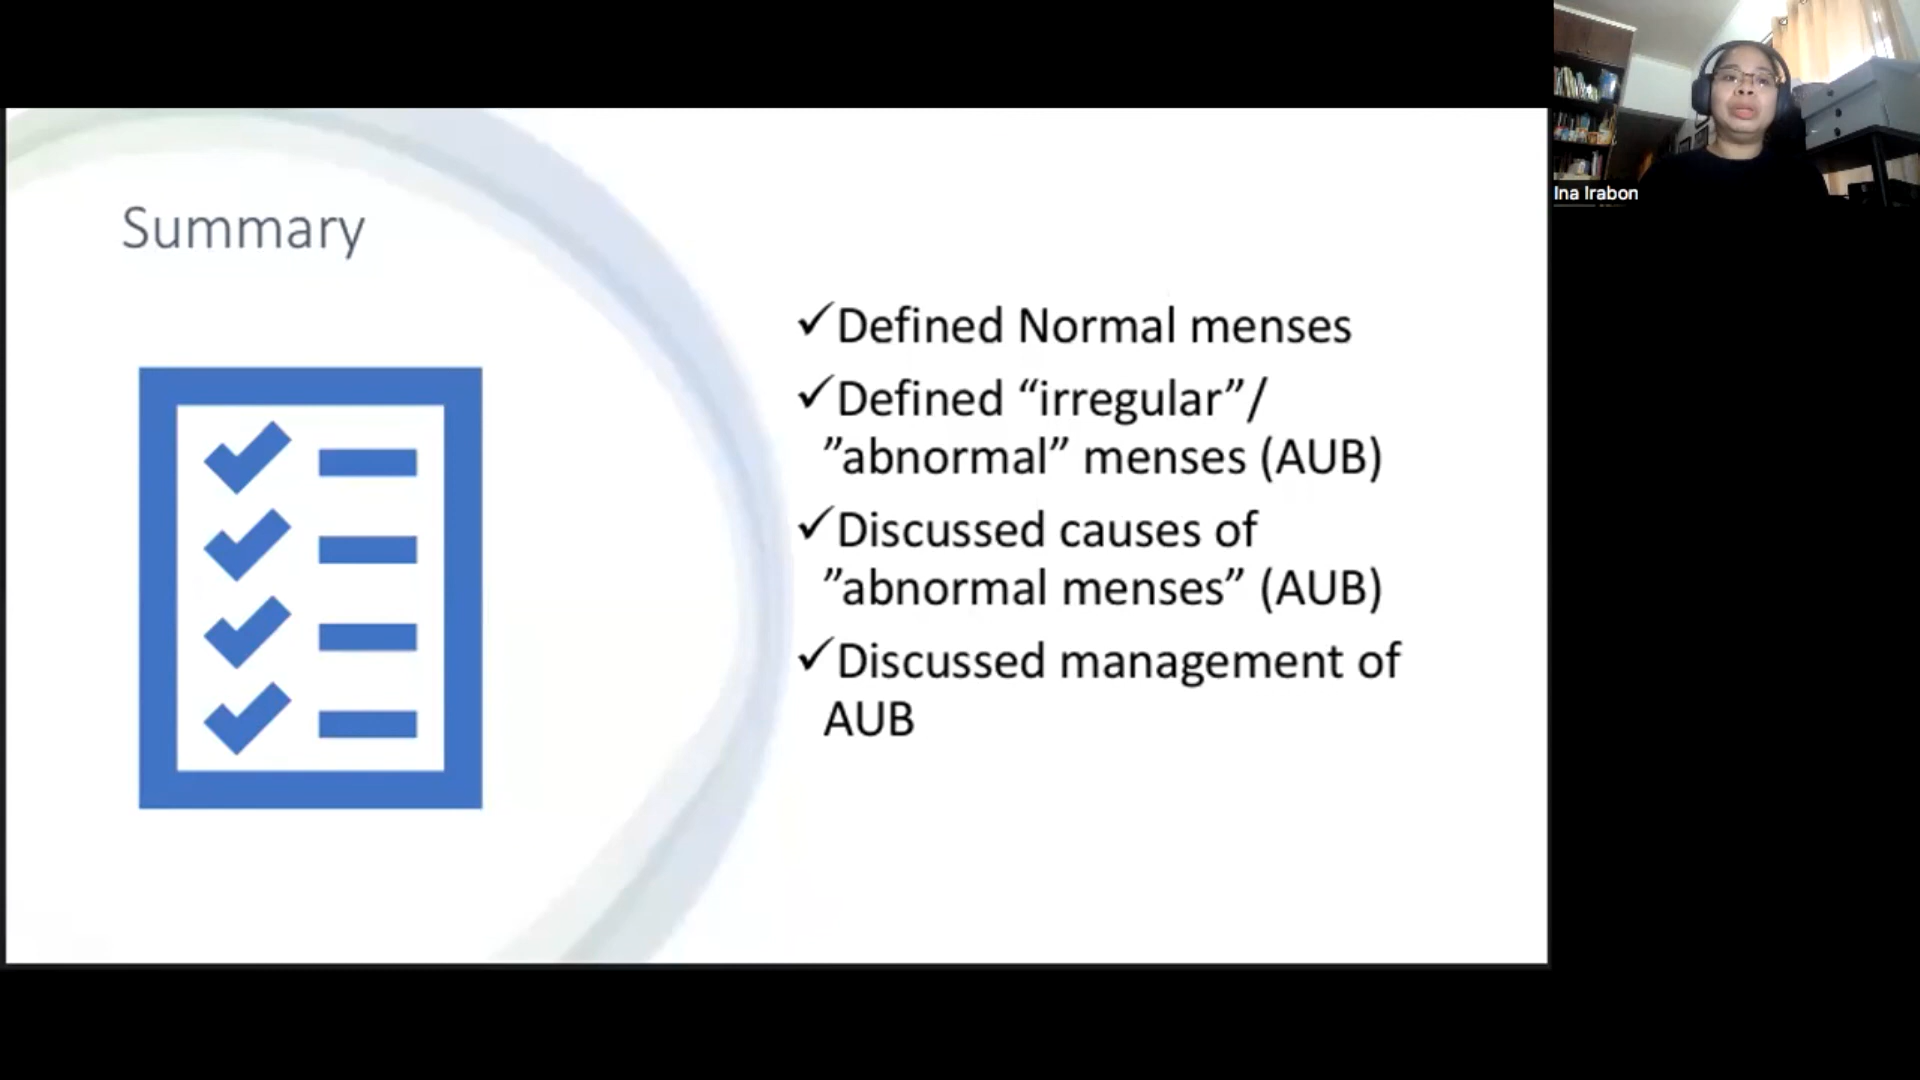 Summary
✓Defined Normal menses
✓Defined “irregular”/
”abnormal” menses (AUB)
✓Discussed causes of
”abnormal menses” (AUB)
✓Discussed management of
AUB
Ina Irabon